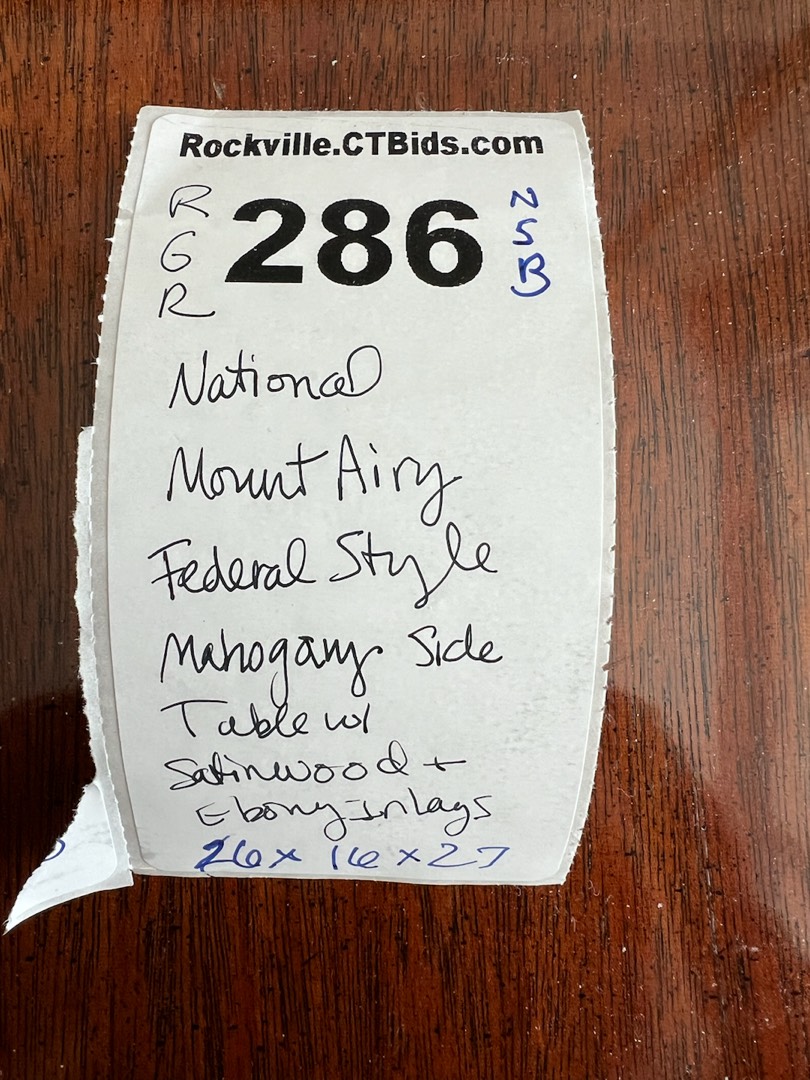 Rockville.CTBids.com
R G R 286 N S B
National
Mount Airy
Federal Style
Mahogany Side
Table w/
Satinwood +
Ebony Inlays
26 x 16 x 27